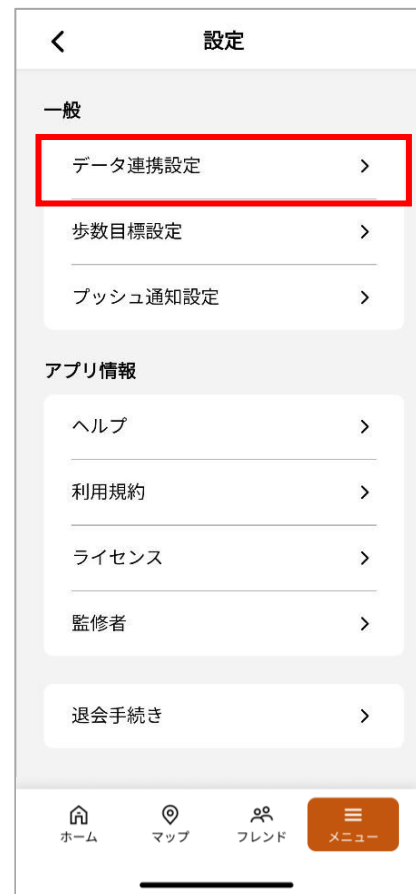 設定
一般
データ連携設定
歩数目標設定
プッシュ通知設定
アプリ情報
ヘルプ
利用規約
ライセンス
監修者
退会手続き
ホーム
マップ
フレンド
メニュー